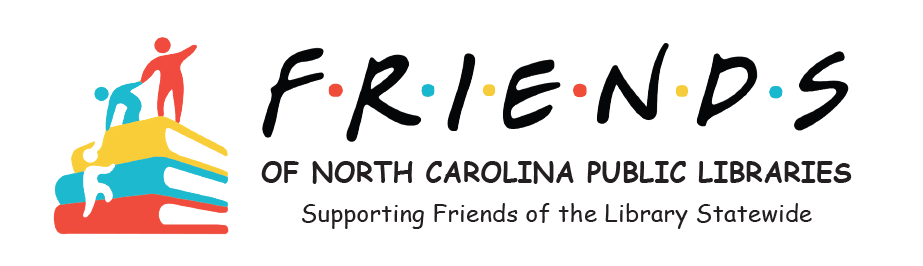 F·R·I·E·N·D·S
OF NORTH CAROLINA PUBLIC LIBRARIES
Supporting Friends of the Library Statewide